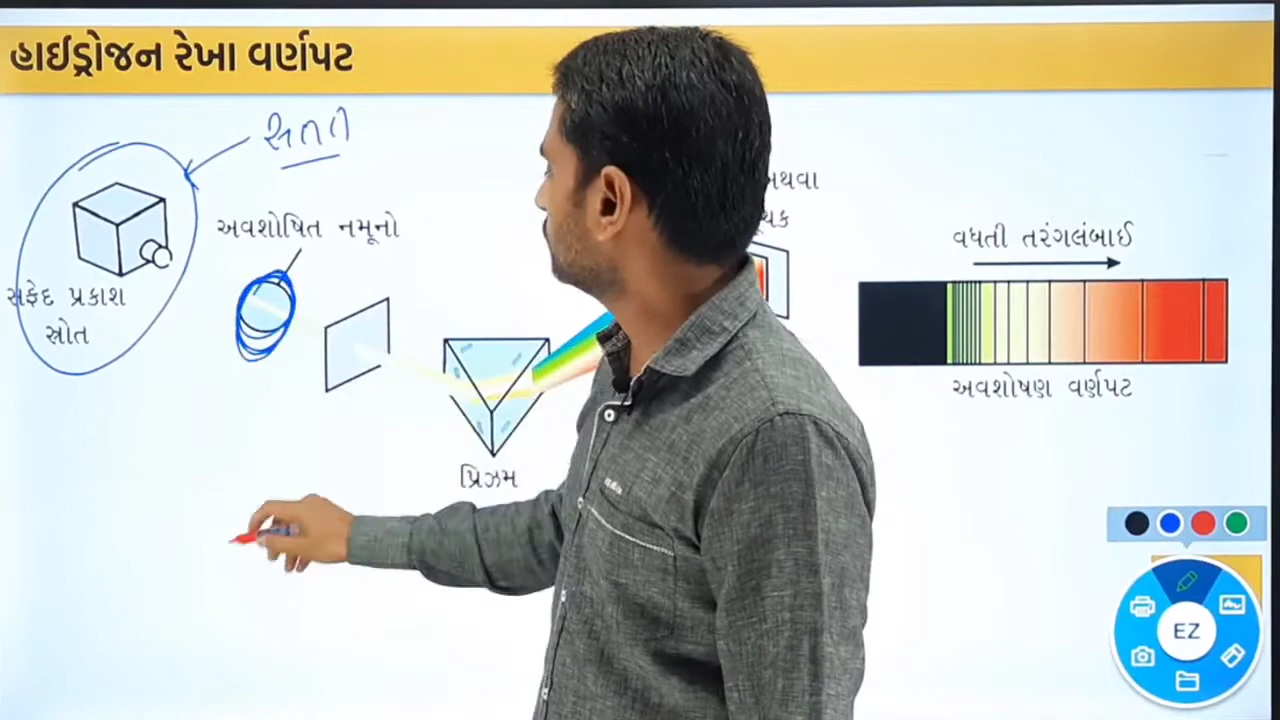 હાઈડ્રોજન રેખા વર્ણપટ
સતત
અવશોષિત નમૂનો
સફેદ પ્રકાશ
સ્રોત
પ્રિઝમ
વધતી તરંગલંબાઈ
અવશોષણ વર્ણપટ
EZ